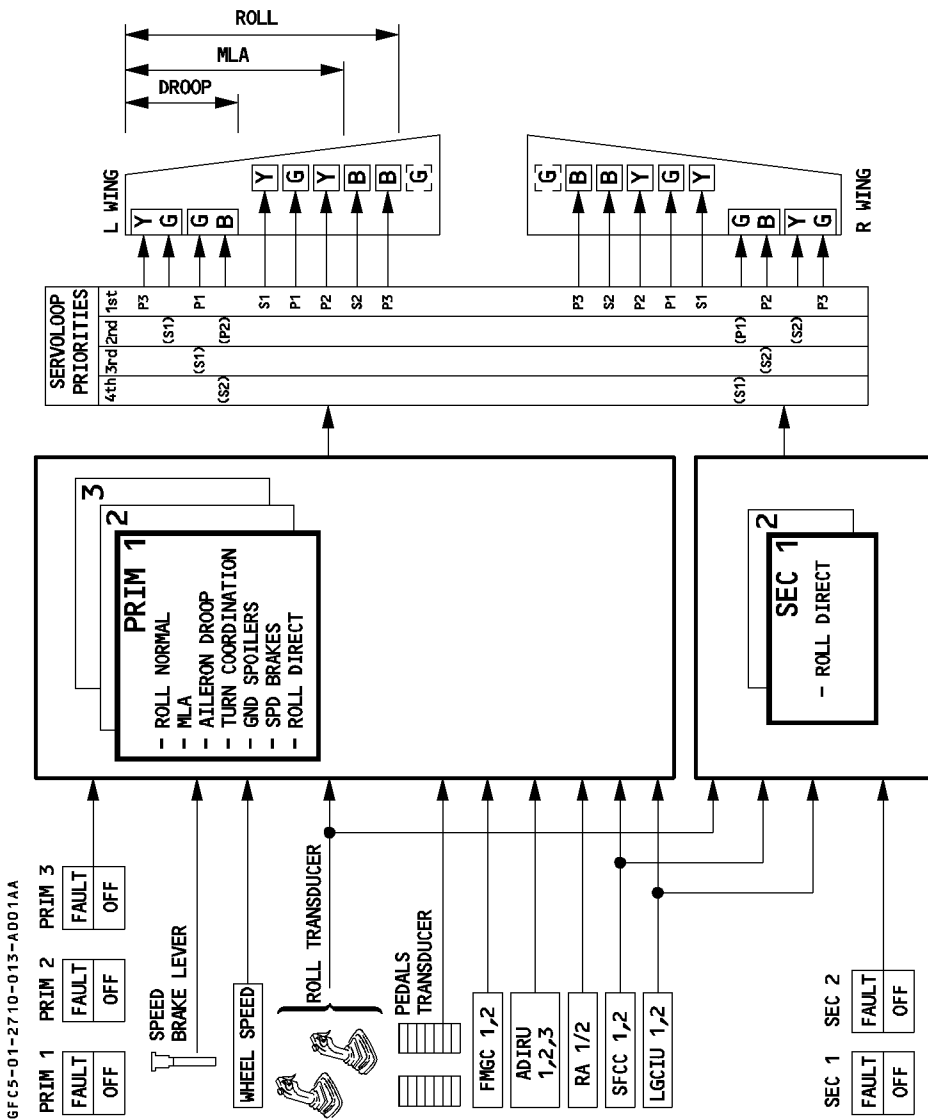 GFC5-01-2710-013-A001AA
PRIM 1
PRIM 2
PRIM 3
FAULT
OFF
FAULT
OFF
FAULT
OFF
SPEED
BRAKE LEVER
WHEEL SPEED
ROLL TRANSDUCER
PEDALS
TRANSDUCER
FMGC 1,2
ADIRU
1,2,3
RA 1/2
SFCC 1,2
LGCIU 1,2
SEC 1
SEC 2
FAULT
OFF
FAULT
OFF
3
2
PRIM 1
- ROLL NORMAL
- MLA
- AILERON DROOP
- TURN COORDINATION
- GND SPOILERS
- SPD BRAKES
- ROLL DIRECT
2
SEC 1
- ROLL DIRECT
SERVOLOOP
PRIORITIES
4th 3rd 2nd 1st
P3
(S1)
(S1) P1
(S2) (P2)
S1
P1
P2
S2
P3
P3
S2
P2
P1
S1
(S1) (P1)
(S2) P2
(S2)
P3
L WING
Y
G
G
B
Y
G
Y
B
B
G
G
B
B
Y
G
Y
G
B
Y
G
R WING
DROOP
MLA
ROLL